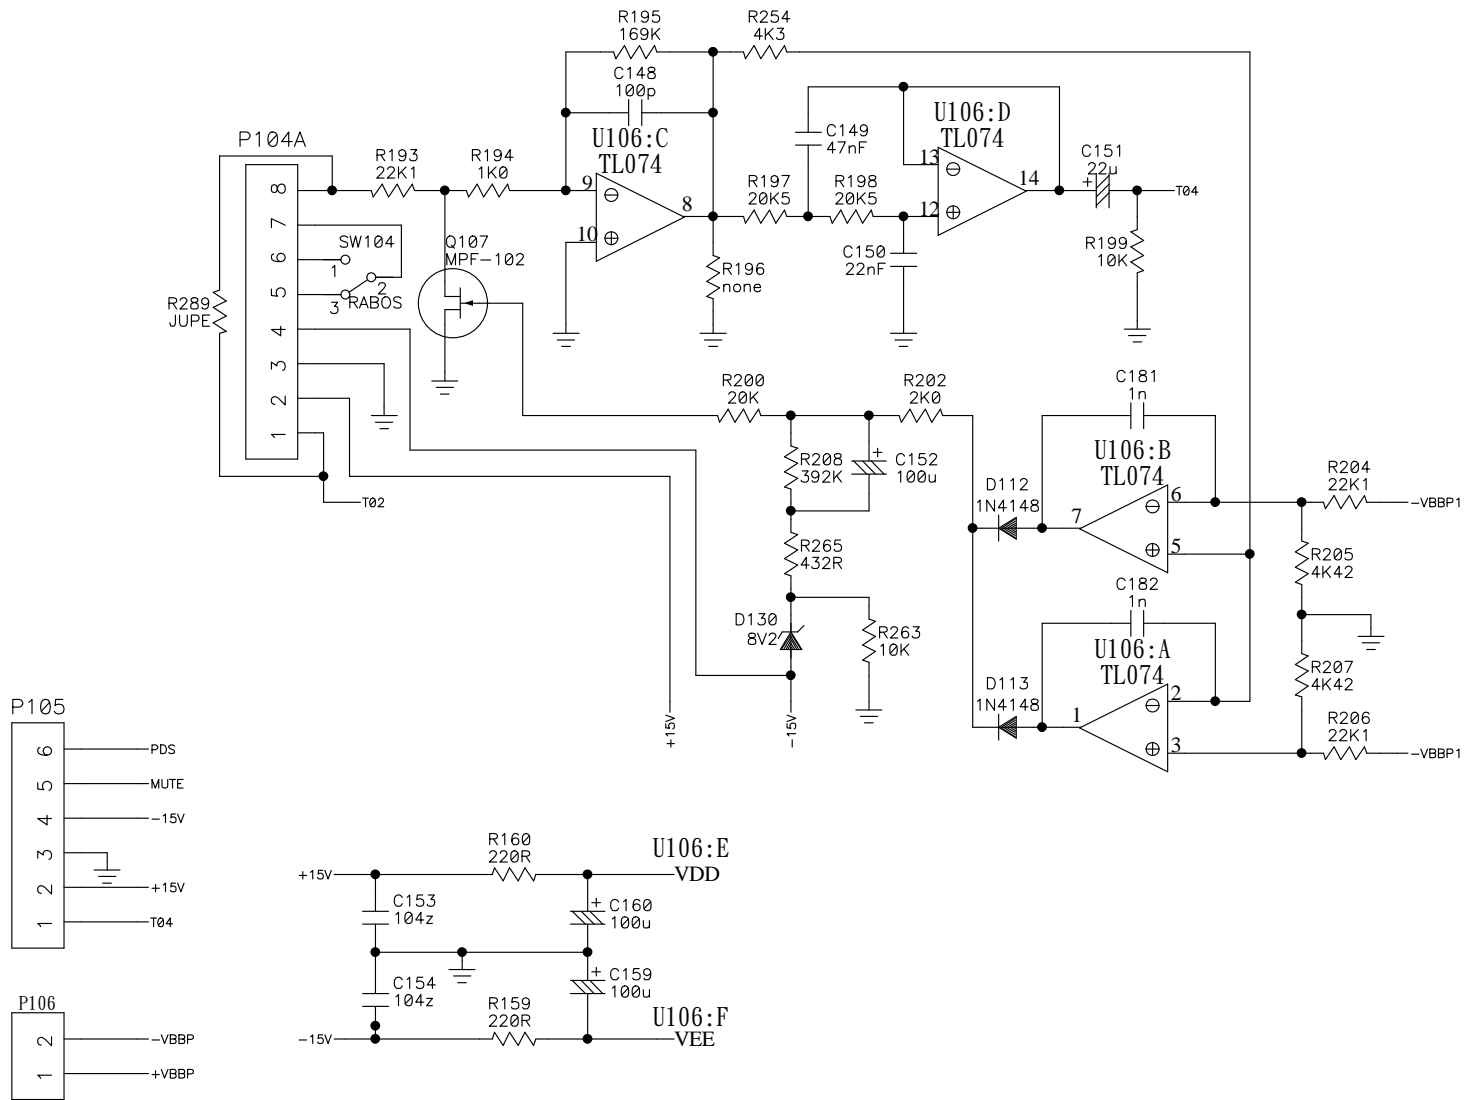 R195
169K
R254
4K3
C148
100p
U106:C
TL074
C149
47nF
U106:D
TL074
C151
22u
P104A
R193
22K1
R194
1K0
9
10
8
R197
20K5
R198
20K5
13
12
14
T04
8
7
6
5
4
3
2
1
SW104
1
2
3
RABOS
Q107
MPF-102
R196
none
C150
22nF
R199
10K
R289
JUPE
R200
20K
R202
2K0
C181
1n
U106:B
TL074
R208
392K
C152
100u
D112
1N4148
7
6
5
R204
22K1
-VBBP1
T02
R265
432R
R205
4K42
C182
1n
U106:A
TL074
D130
8V2
R263
10K
D113
1N4148
1
2
3
R207
4K42
R206
22K1
-VBBP1
+15V
-15V
P105
6
PDS
5
MUTE
4
-15V
3
2
+15V
1
T04
P106
2
-VBBP
1
+VBBP
+15V
R160
220R
U106:E
VDD
C153
104z
C160
100u
C154
104z
C159
100u
-15V
R159
220R
U106:F
VEE